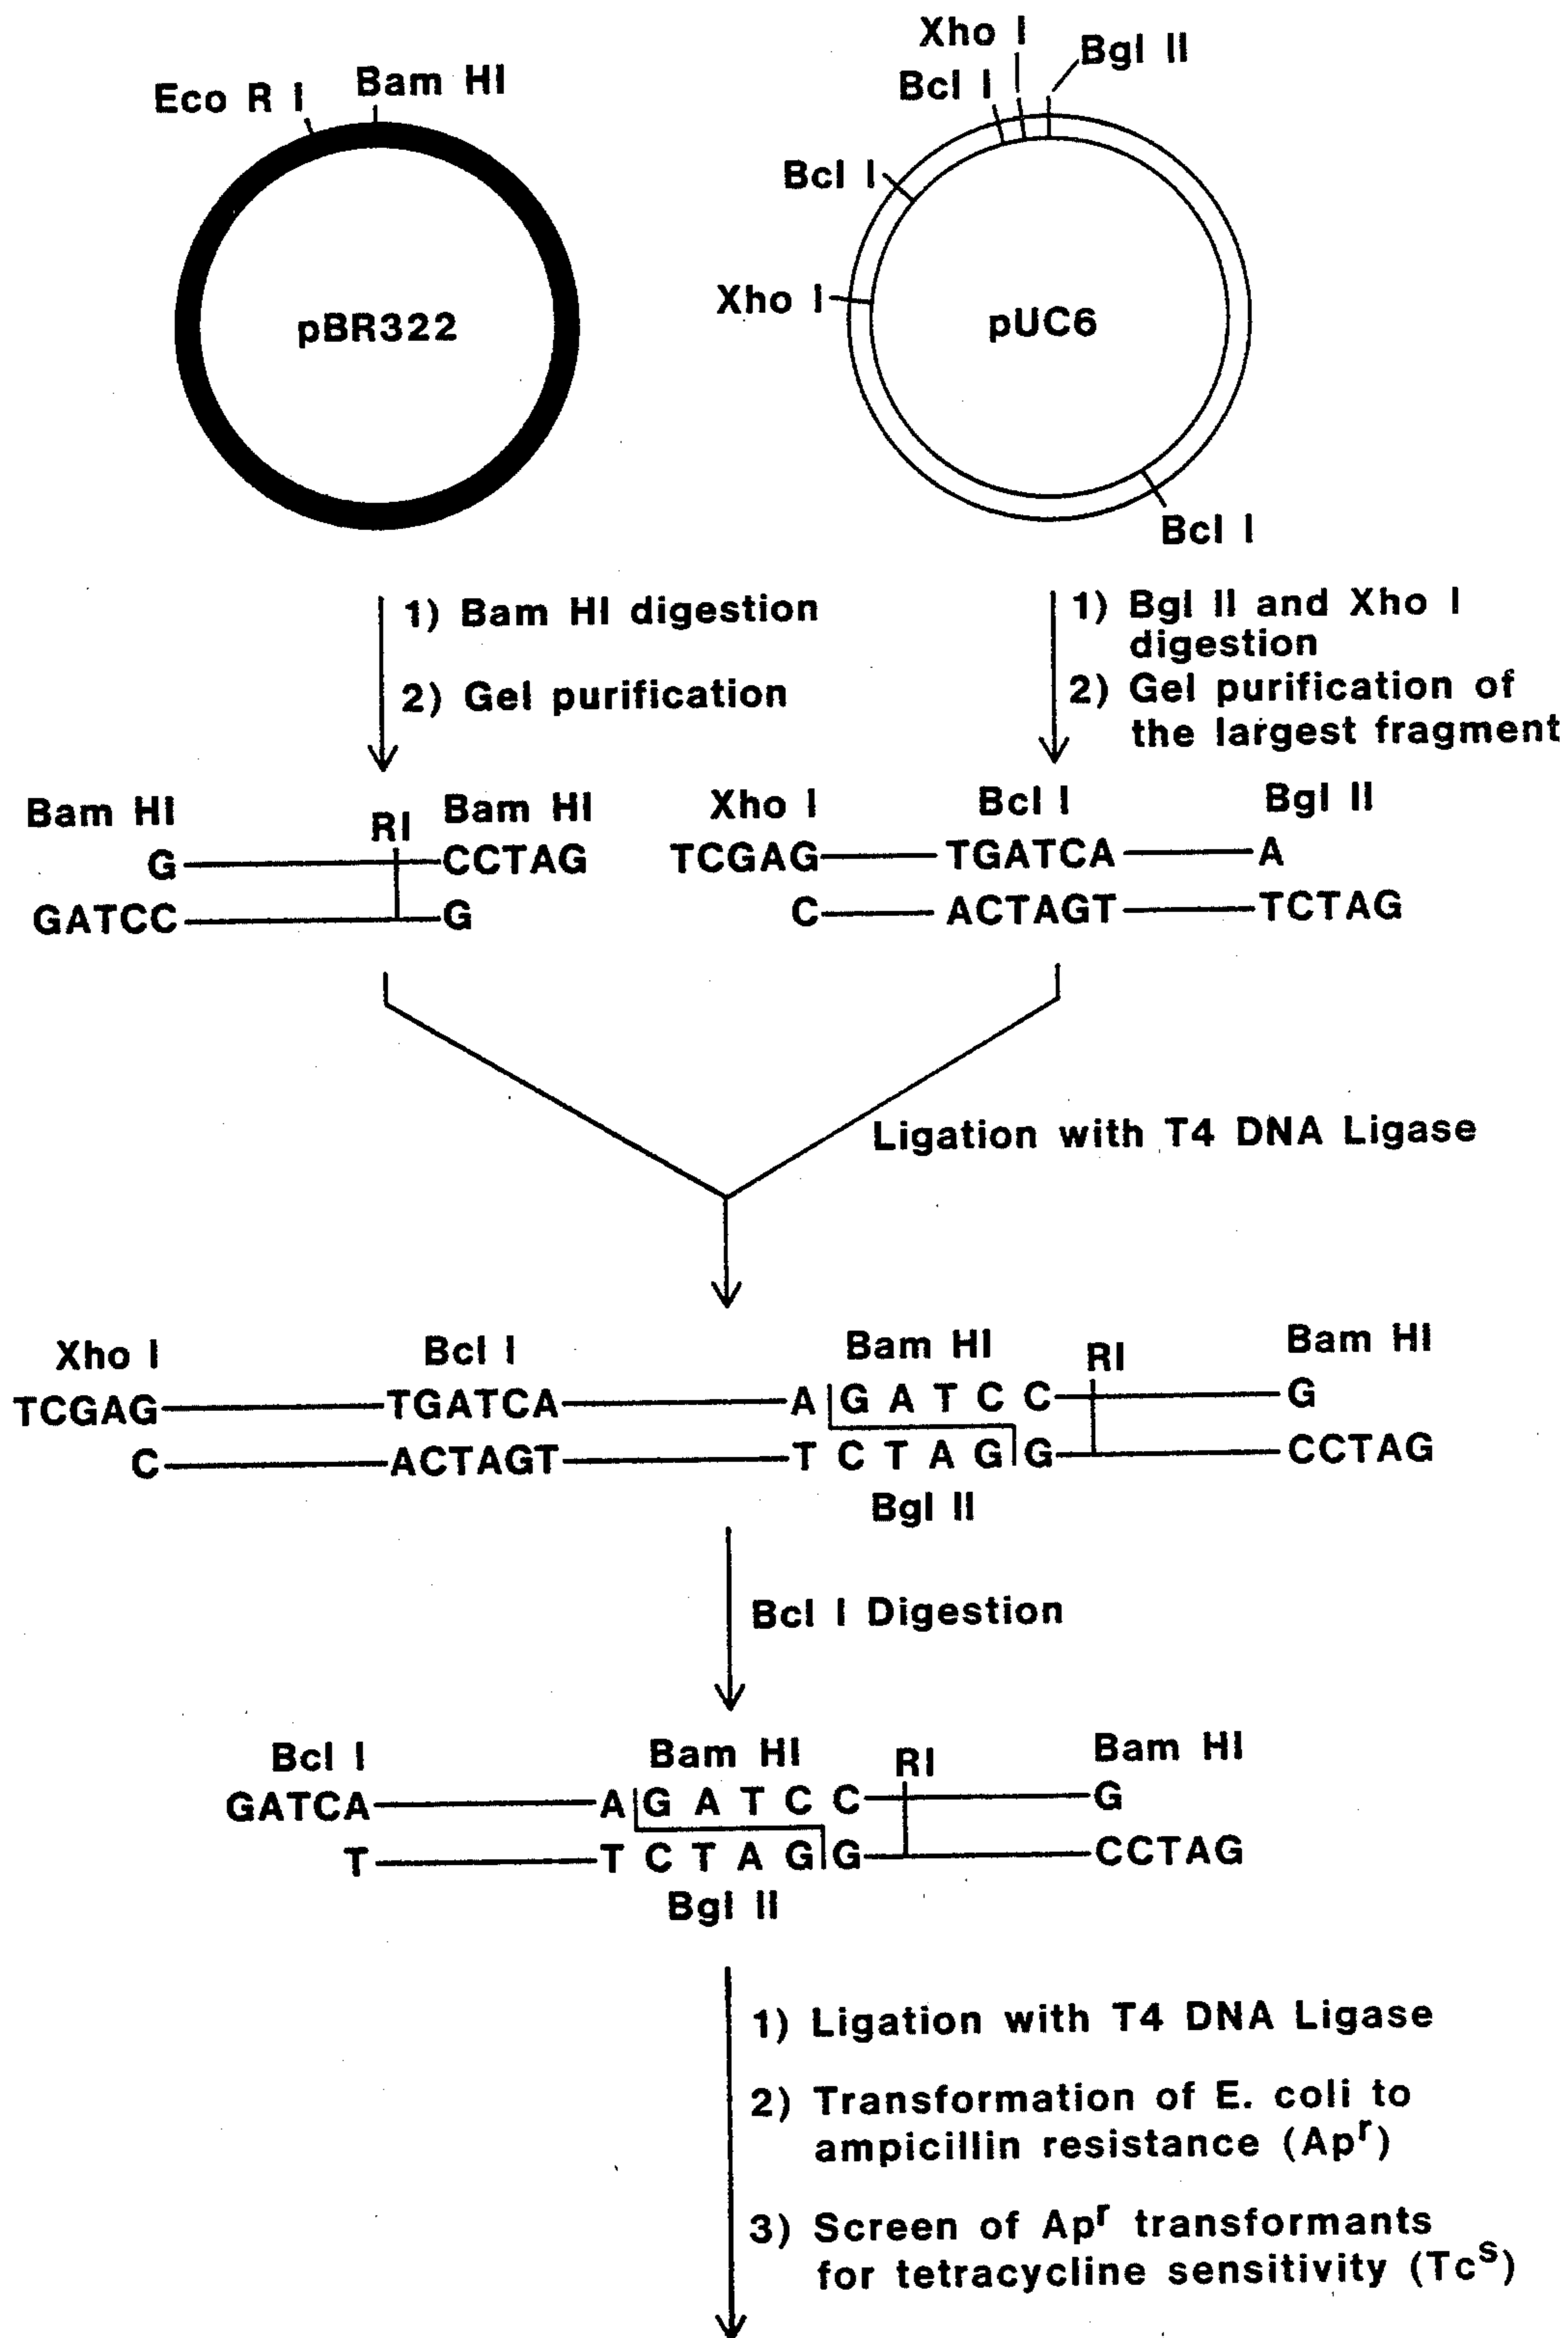 Xho I
Bgl II
Eco R I
Bam HI
Bcl I
Bcl I
Xho I
pBR322
pUC6
Bcl I
1) Bam HI digestion
2) Gel purification
1) Bgl II and Xho I
digestion
2) Gel purification of
the largest fragment
Bam HI
RI
Bam HI
G CCTAG
GATCC G
Xho I
Bcl I
Bgl II
TCGAG TGATCA A
C ACTAGT TCTAG
Ligation with T4 DNA Ligase
Xho I
Bcl I
Bam HI
RI
Bam HI
TCGAG TGATCA A G A T C C G
C ACTAGT T C T A G G CCTAG
Bgl II
Bcl I Digestion
Bcl I
Bam HI
RI
Bam HI
GATCA A G A T C C G
T T C T A G G CCTAG
Bgl II
1) Ligation with T4 DNA Ligase
2) Transformation of E. coli to
ampicillin resistance (Apʳ)
3) Screen of Apʳ transformants
for tetracycline sensitivity (Tcˢ)